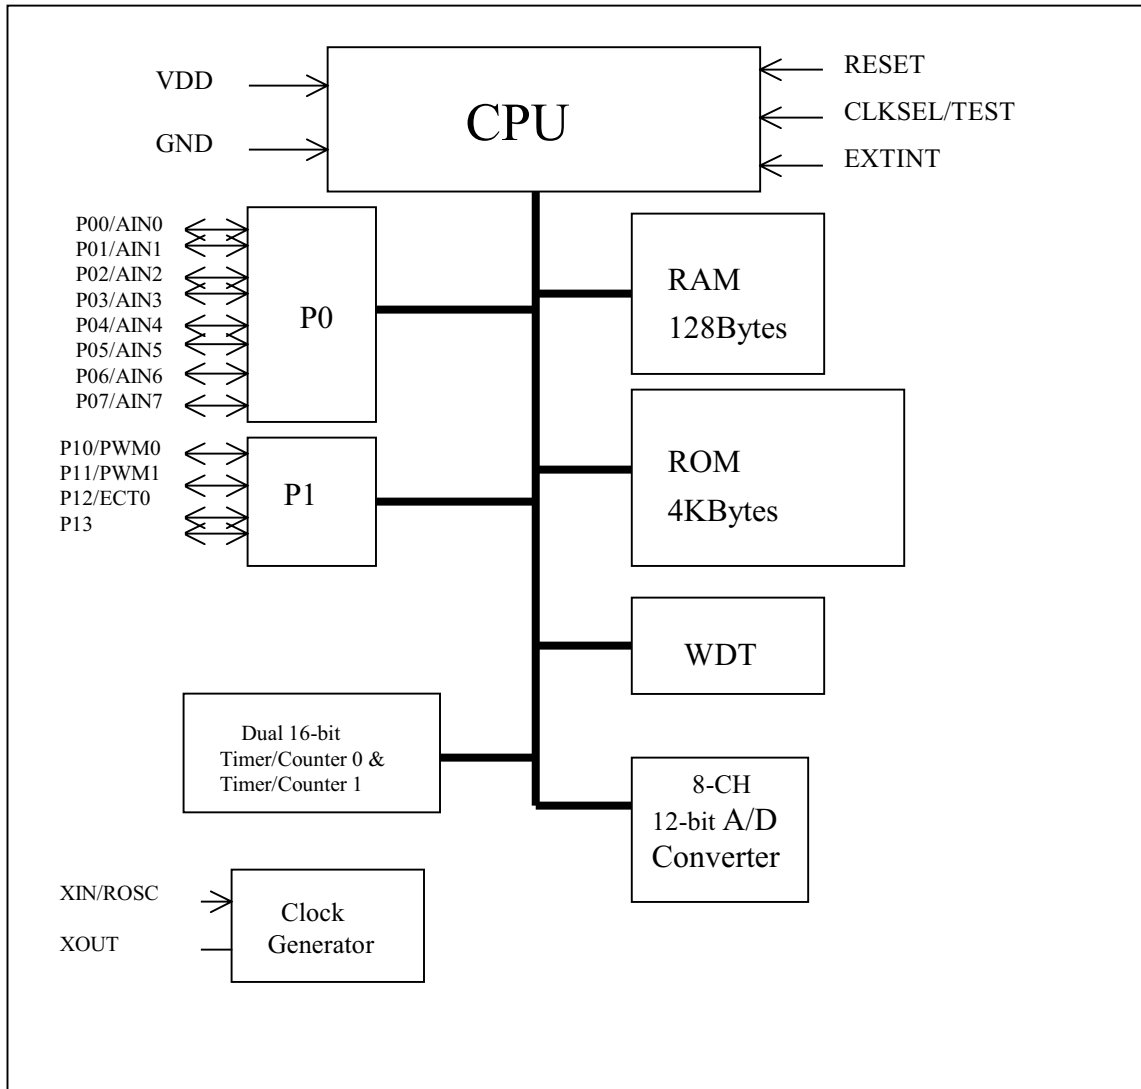 VDD
GND
CPU
RESET
CLKSEL/TEST
EXTINT
P00/AIN0
P01/AIN1
P02/AIN2
P03/AIN3
P04/AIN4
P05/AIN5
P06/AIN6
P07/AIN7
P0
RAM
128Bytes
P10/PWM0
P11/PWM1
P12/ECT0
P13
P1
ROM
4KBytes
WDT
Dual 16-bit
Timer/Counter 0 &
Timer/Counter 1
8-CH
12-bit A/D
Converter
XIN/ROSC
XOUT
Clock
Generator